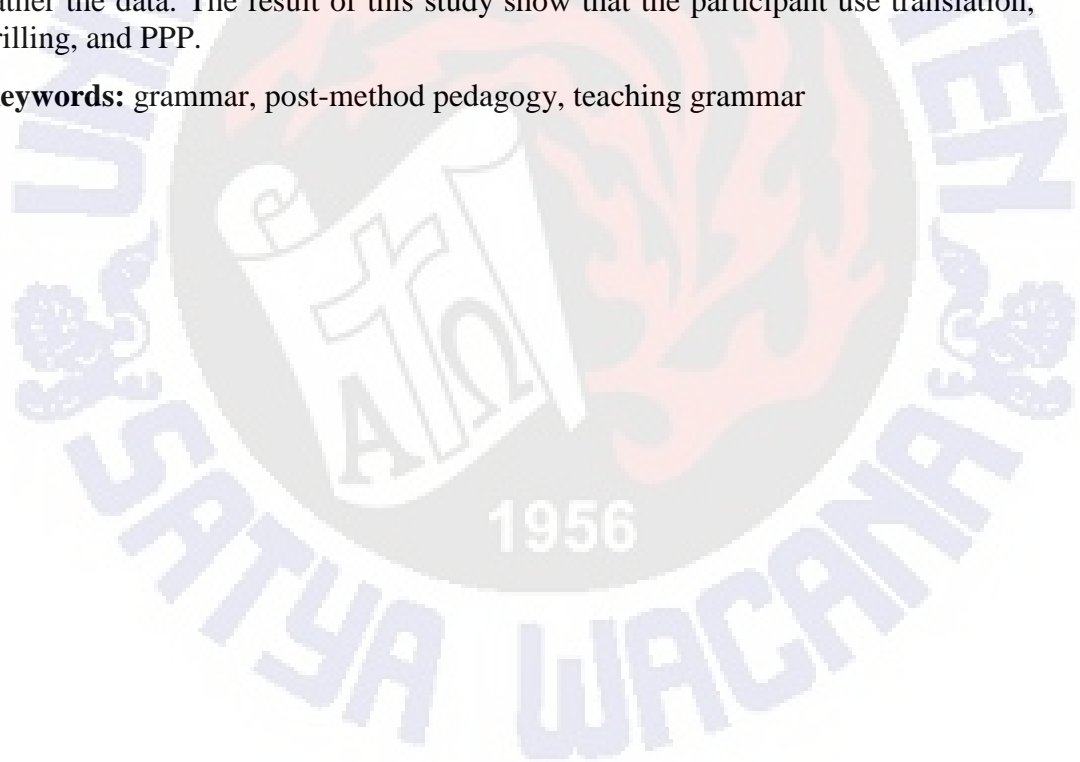 ather the data. The result of this study show that the participant use translation,
rilling, and PPP.
eywords: grammar, post-method pedagogy, teaching grammar
ΑΩ
1956
SATYA WACANA